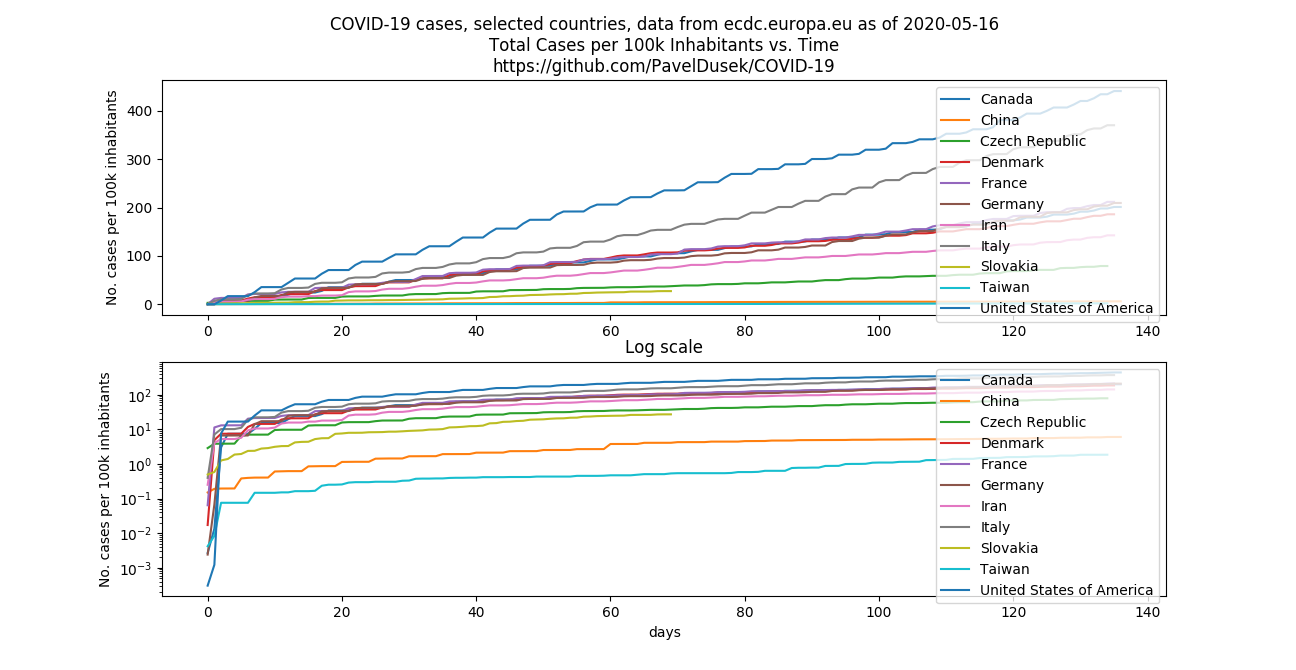 COVID-19 cases, selected countries, data from ecdc.europa.eu as of 2020-05-16
Total Cases per 100k Inhabitants vs. Time
https://github.com/PavelDusek/COVID-19
No. cases per 100k inhabitants
400
300
200
100
0
Canada
China
Czech Republic
Denmark
France
Germany
Iran
Italy
Slovakia
Taiwan
United States of America
0 20 40 60 80 100 120 140
Log scale
No. cases per 100k inhabitants
10²
10¹
10⁰
10⁻¹
10⁻²
10⁻³
Canada
China
Czech Republic
Denmark
France
Germany
Iran
Italy
Slovakia
Taiwan
United States of America
0 20 40 60 80 100 120 140
days